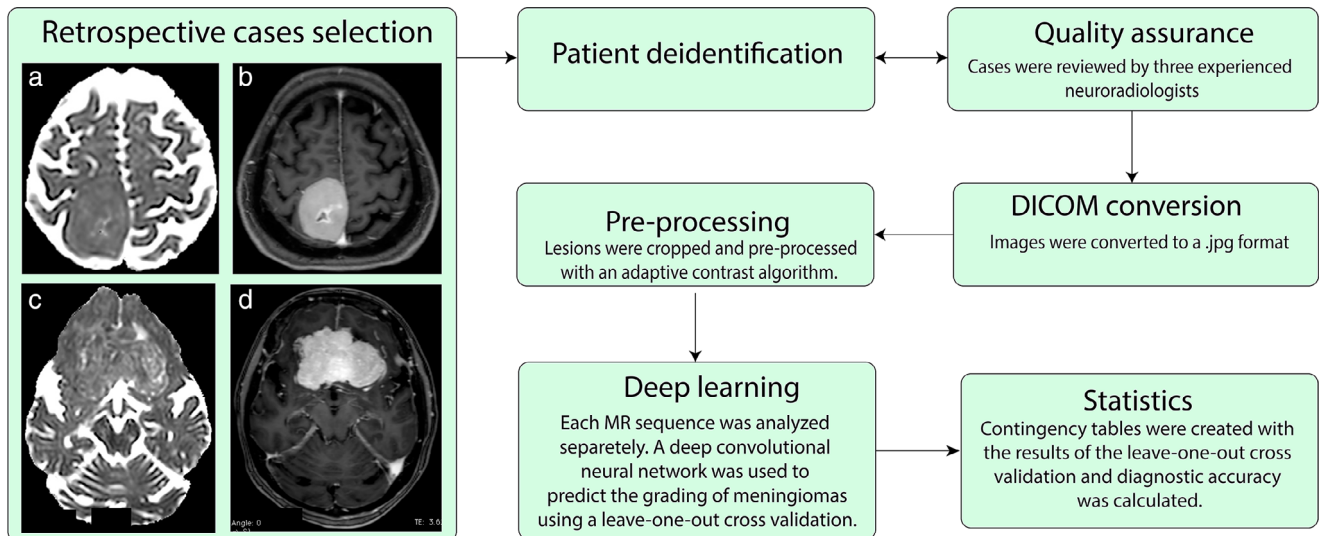 Retrospective cases selection
a
b
c
d
Angle: 0
TE: 3.6
Patient deidentification
Quality assurance
Cases were reviewed by three experienced
neuroradiologists
DICOM conversion
Images were converted to a .jpg format
Pre-processing
Lesions were cropped and pre-processed
with an adaptive contrast algorithm.
Deep learning
Each MR sequence was analyzed
separetely. A deep convolutional
neural network was used to
predict the grading of meningiomas
using a leave-one-out cross validation.
Statistics
Contingency tables were created with
the results of the leave-one-out cross
validation and diagnostic accuracy
was calculated.